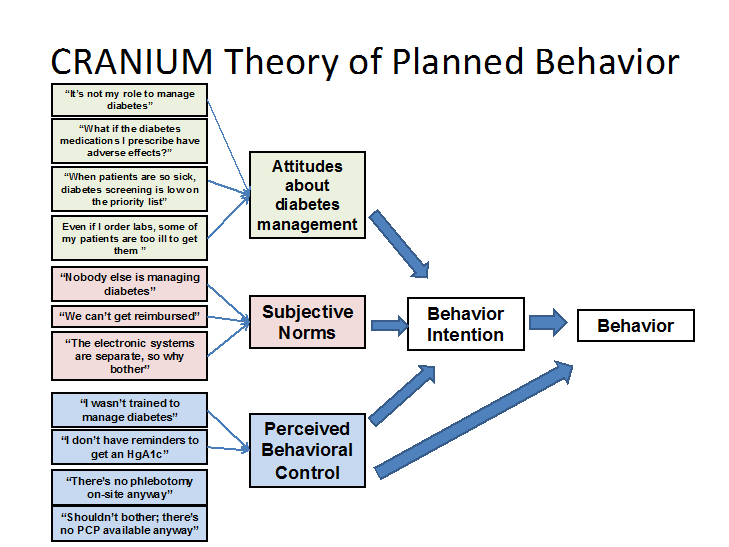 CRANIUM Theory of Planned Behavior
“It’s not my role to manage
diabetes”
“What if the diabetes
medications I prescribe have
adverse effects?”
“When patients are so sick,
diabetes screening is low on
the priority list”
Even if I order labs, some of
my patients are too ill to get
them ”
“Nobody else is managing
diabetes”
“We can’t get reimbursed”
“The electronic systems
are separate, so why
bother”
“I wasn’t trained to
manage diabetes”
“I don’t have reminders to
get an HgA1c”
“There’s no phlebotomy
on-site anyway”
“Shouldn’t bother; there’s
no PCP available anyway”
Attitudes
about
diabetes
management
Subjective
Norms
Perceived
Behavioral
Control
Behavior
Intention
Behavior